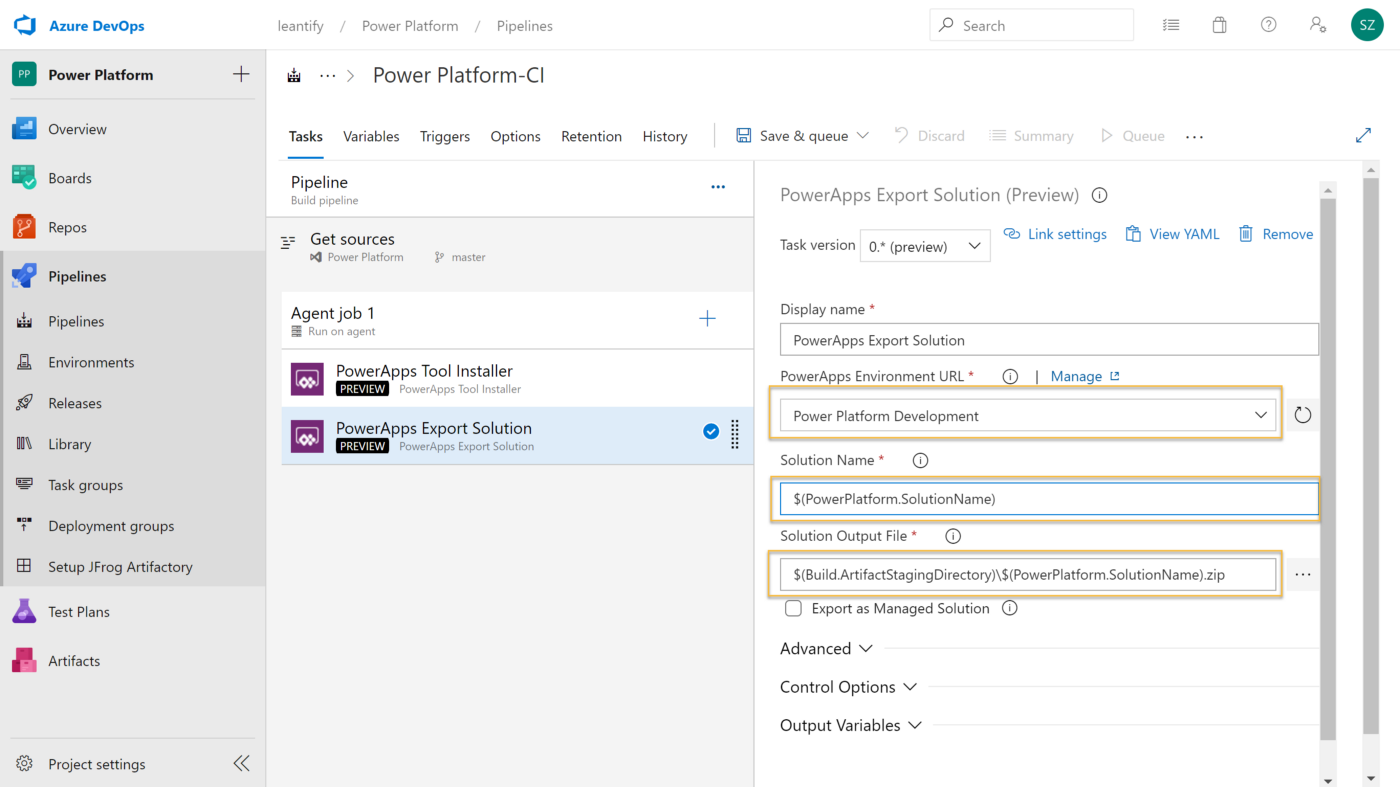 Azure DevOps
leantify / Power Platform / Pipelines
Search
SZ
PP Power Platform
Overview
Boards
Repos
Pipelines
Pipelines
Environments
Releases
Library
Task groups
Deployment groups
Setup JFrog Artifactory
Test Plans
Artifacts
Project settings
... > Power Platform-CI
Tasks Variables Triggers Options Retention History Save & queue Discard Summary Queue ...
Pipeline
Build pipeline
Get sources
Power Platform master
Agent job 1
Run on agent
PowerApps Tool Installer
PREVIEW PowerApps Tool Installer
PowerApps Export Solution
PREVIEW PowerApps Export Solution
PowerApps Export Solution (Preview)
Task version 0.* (preview) Link settings View YAML Remove
Display name *
PowerApps Export Solution
PowerApps Environment URL * | Manage
Power Platform Development
Solution Name *
$(PowerPlatform.SolutionName)
Solution Output File *
$(Build.ArtifactStagingDirectory)\$(PowerPlatform.SolutionName).zip
Export as Managed Solution
Advanced
Control Options
Output Variables